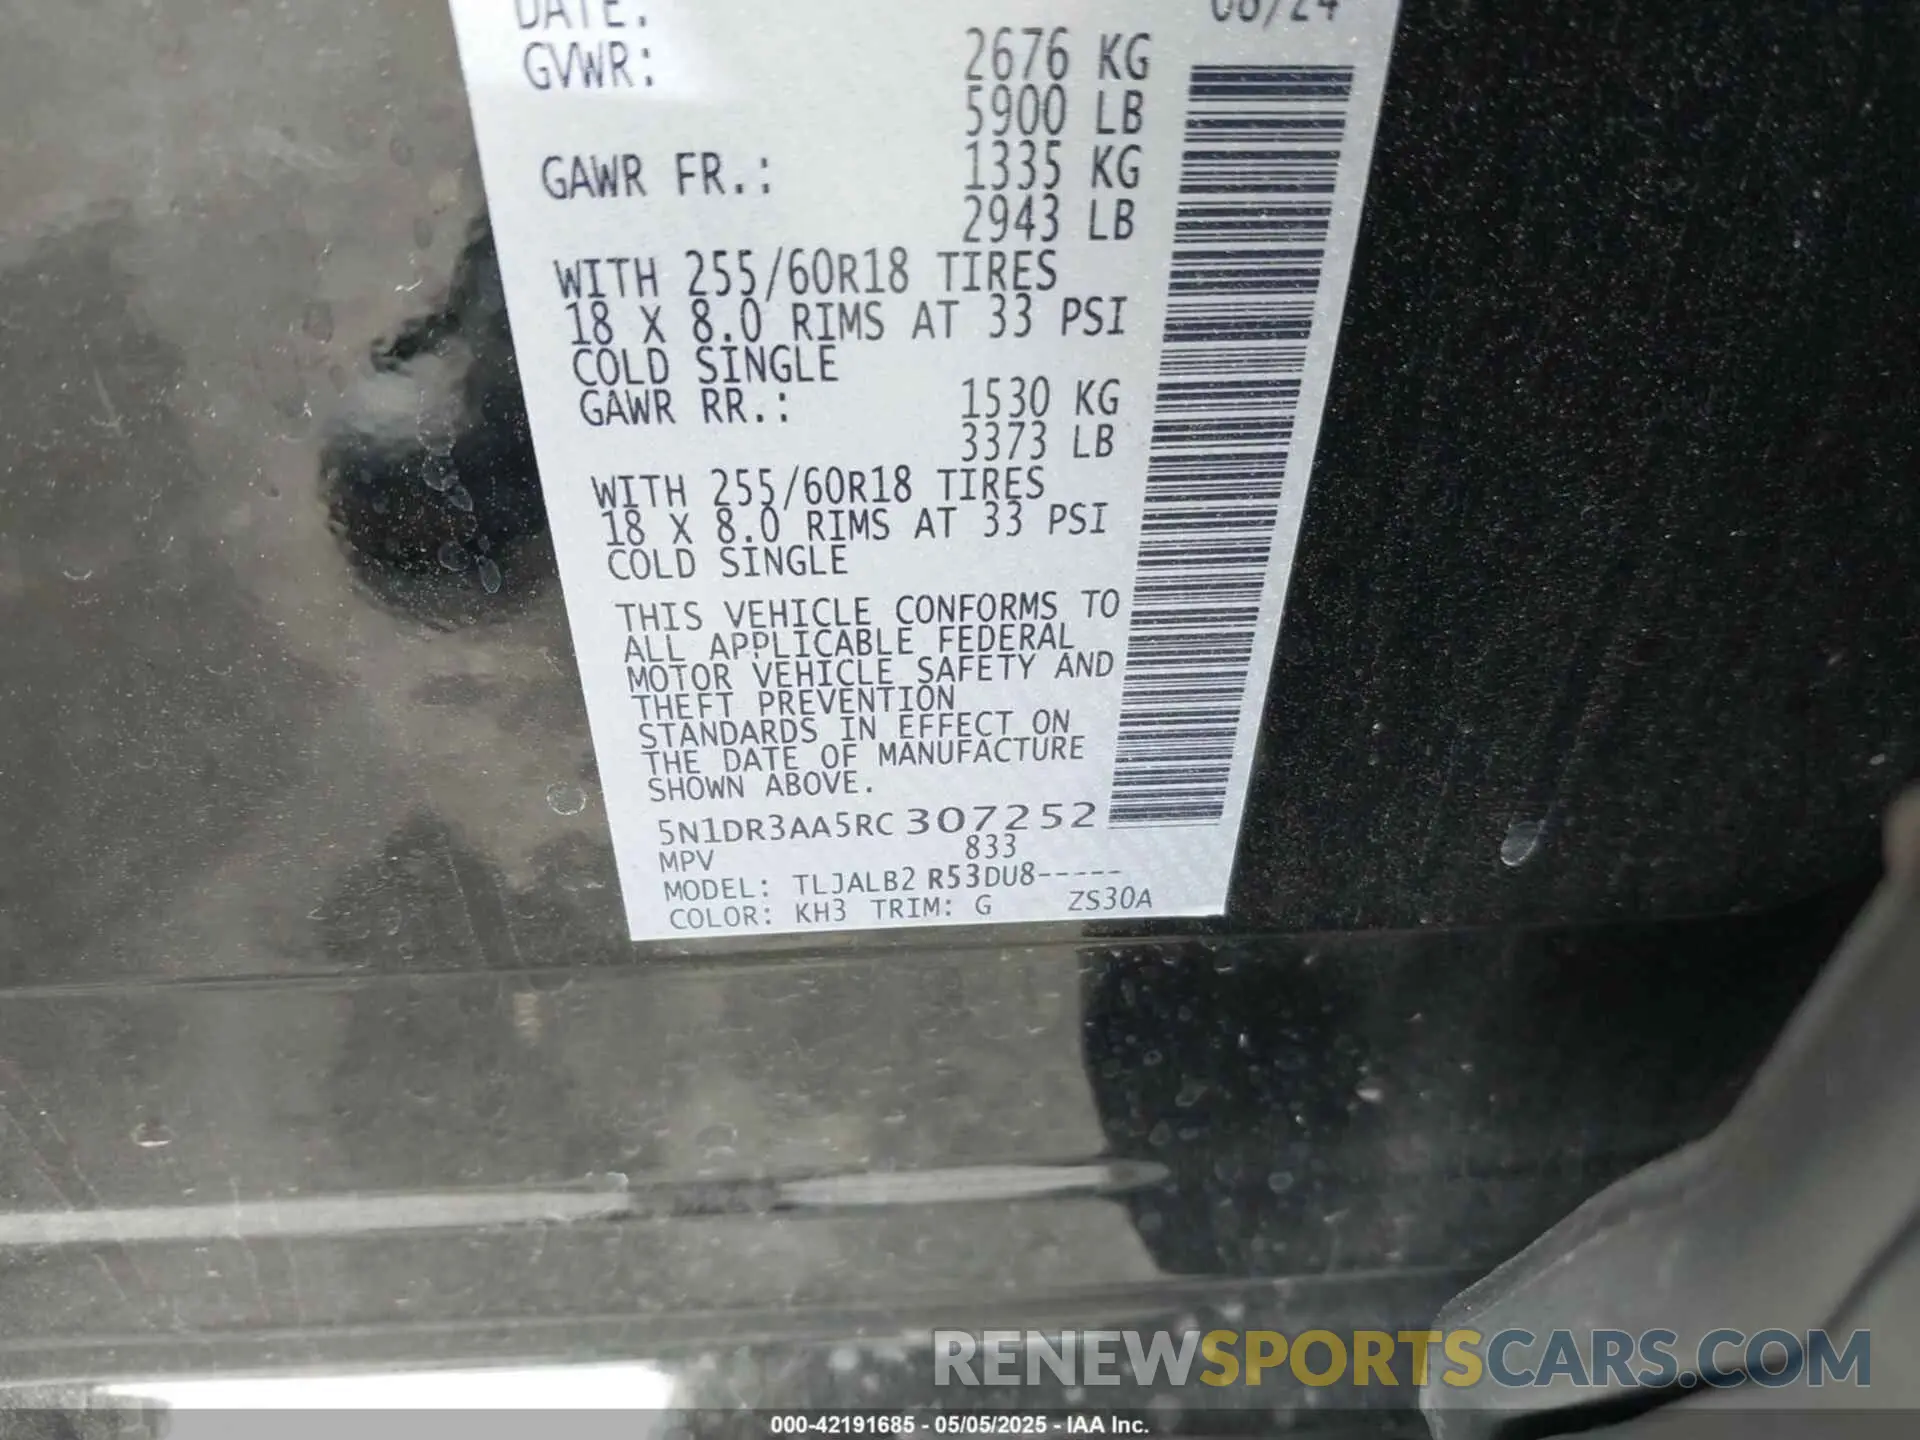 DATE: 08/24
GVWR: 2676 KG
5900 LB
GAWR FR.: 1335 KG
2943 LB
WITH 255/60R18 TIRES
18 X 8.0 RIMS AT 33 PSI
COLD SINGLE
GAWR RR.: 1530 KG
3373 LB
WITH 255/60R18 TIRES
18 X 8.0 RIMS AT 33 PSI
COLD SINGLE
THIS VEHICLE CONFORMS TO
ALL APPLICABLE FEDERAL
MOTOR VEHICLE SAFETY AND
THEFT PREVENTION
STANDARDS IN EFFECT ON
THE DATE OF MANUFACTURE
SHOWN ABOVE.
5N1DR3AA5RC307252
MPV 833
MODEL: TLJALB2 R53DU8-----
COLOR: KH3 TRIM: G ZS30A
RENEWSPORTSCARS.COM
000-42191685 - 05/05/2025 - IAA Inc.